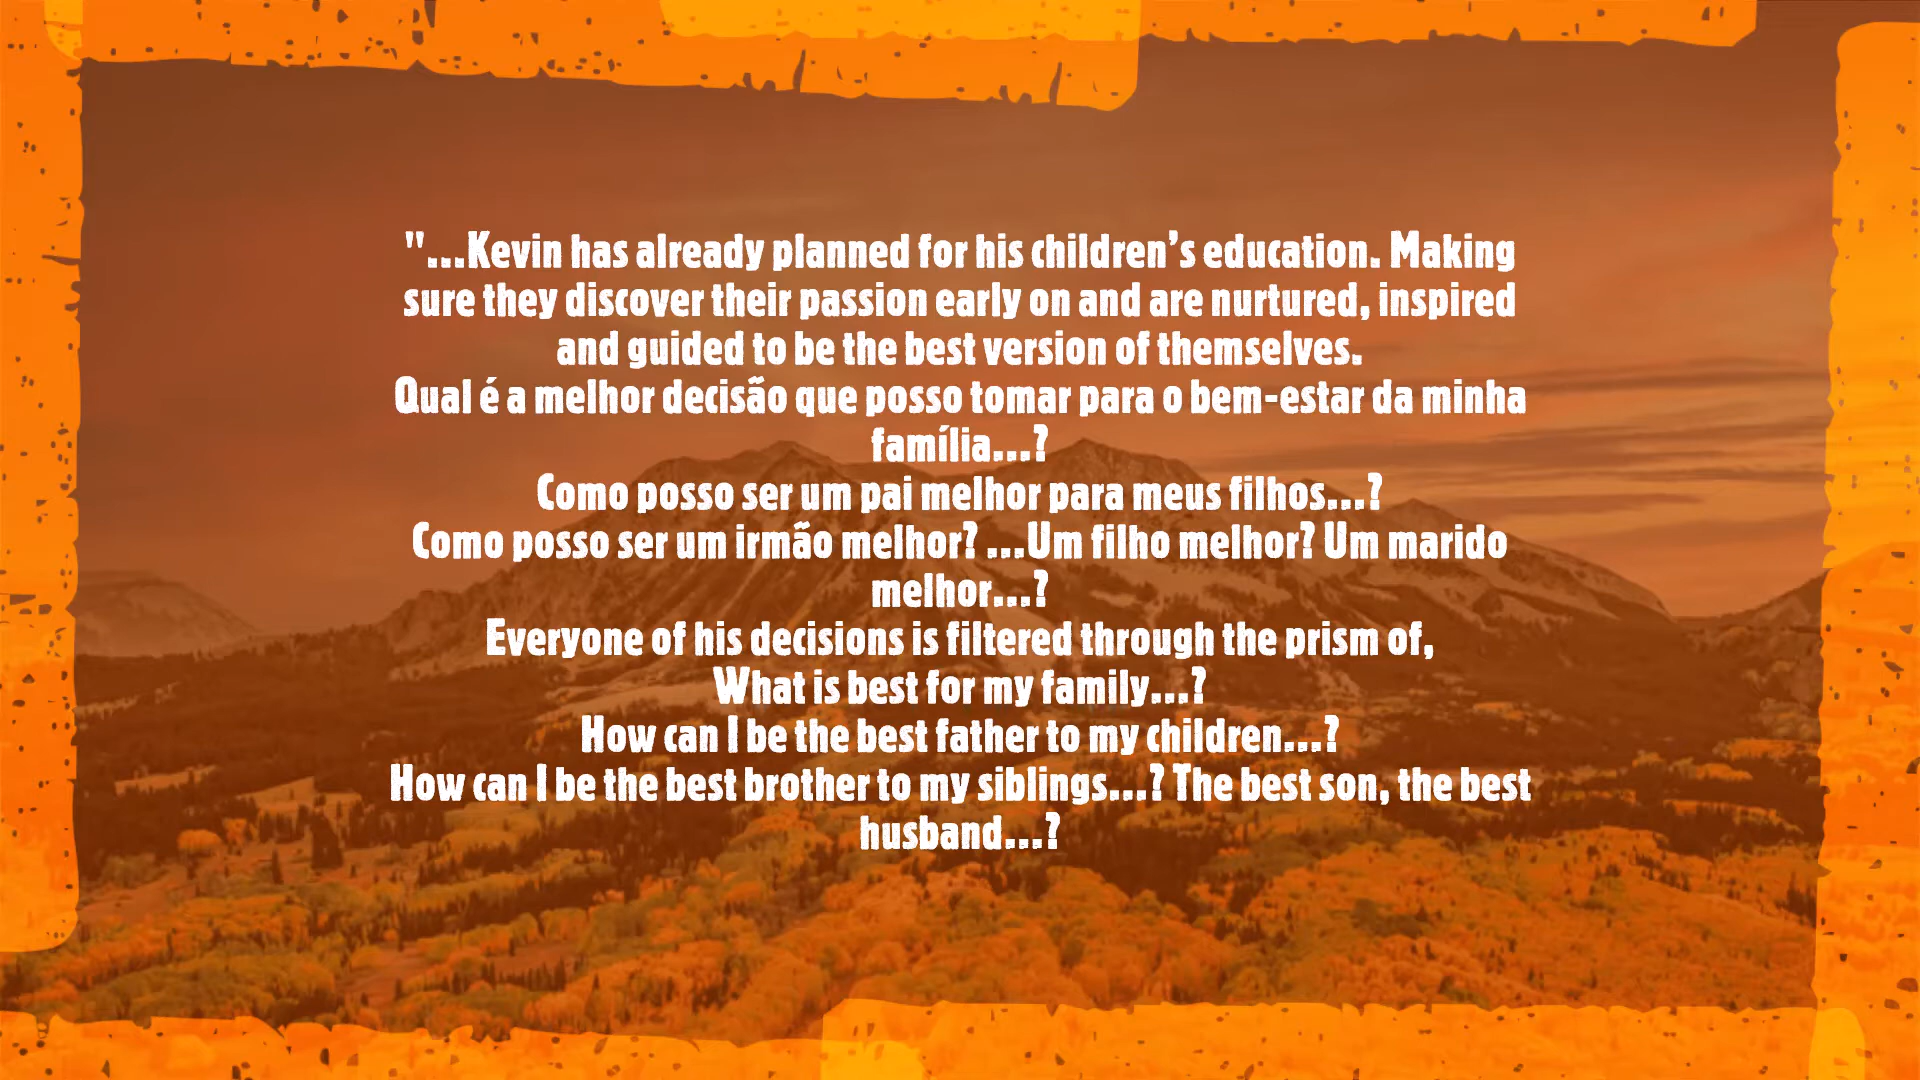 "...Kevin has already planned for his children’s education. Making
sure they discover their passion early on and are nurtured, inspired
and guided to be the best version of themselves.
Qual é a melhor decisão que posso tomar para o bem-estar da minha
família...?
Como posso ser um pai melhor para meus filhos...?
Como posso ser um irmão melhor? ...Um filho melhor? Um marido
melhor...?
Everyone of his decisions is filtered through the prism of,
What is best for my family...?
How can I be the best father to my children...?
How can I be the best brother to my siblings...? The best son, the best
husband...?